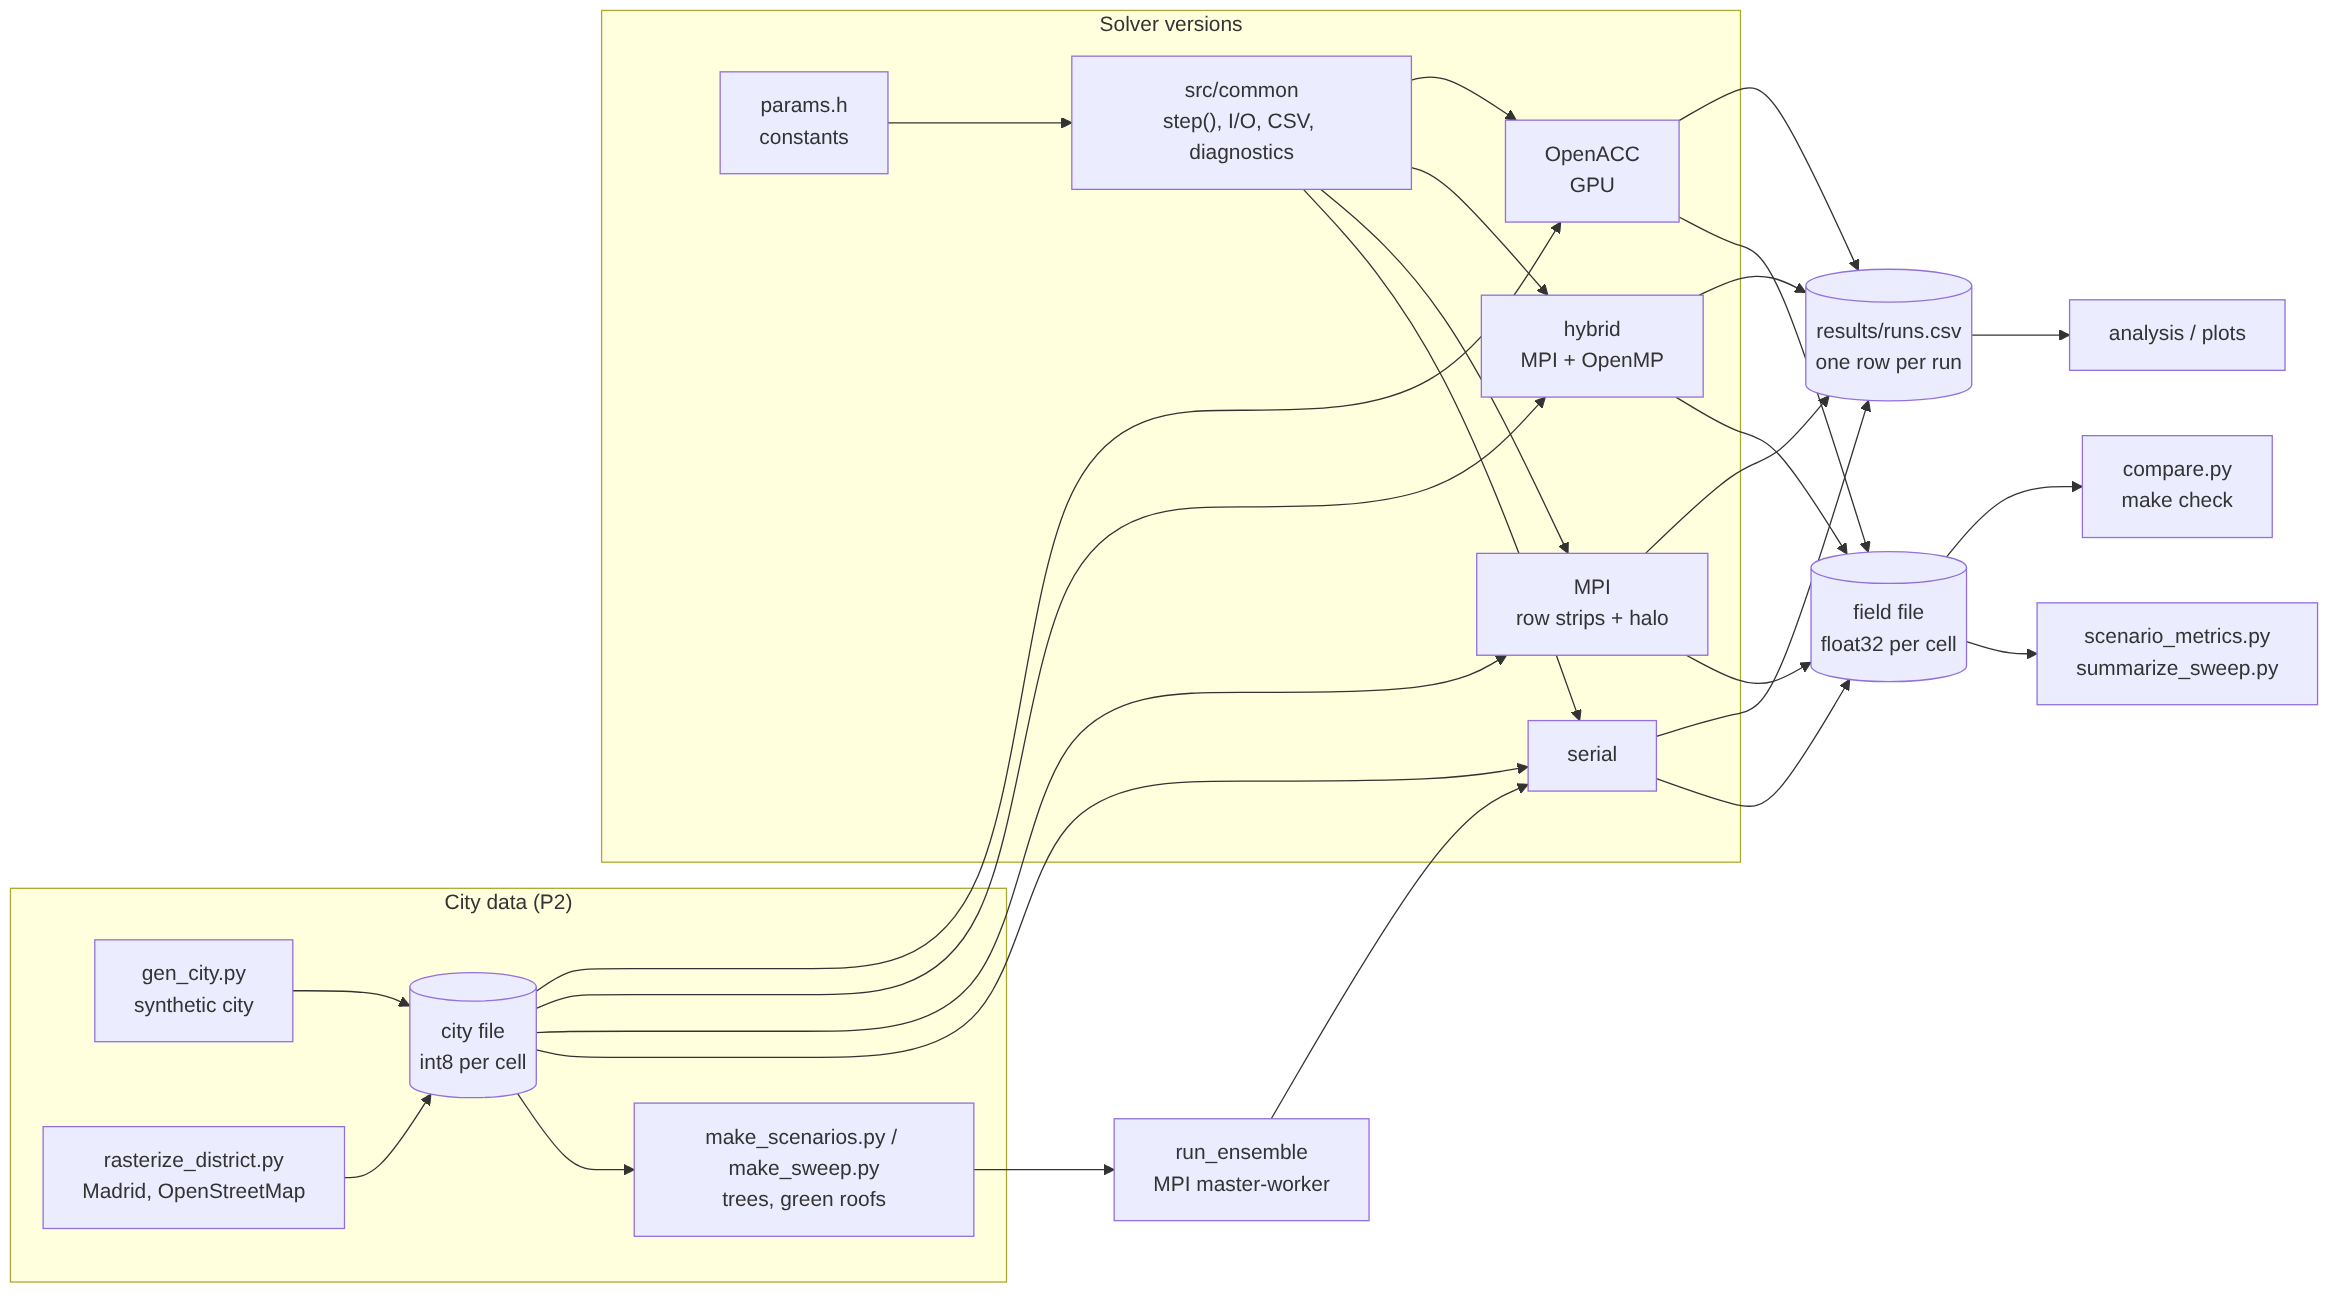 Solver versions
params.h
constants
src/common
step(), I/O, CSV,
diagnostics
OpenACC
GPU
hybrid
MPI + OpenMP
MPI
row strips + halo
serial
results/runs.csv
one row per run
analysis / plots
compare.py
make check
field file
float32 per cell
scenario_metrics.py
summarize_sweep.py
City data (P2)
gen_city.py
synthetic city
city file
int8 per cell
rasterize_district.py
Madrid, OpenStreetMap
make_scenarios.py /
make_sweep.py
trees, green roofs
run_ensemble
MPI master-worker